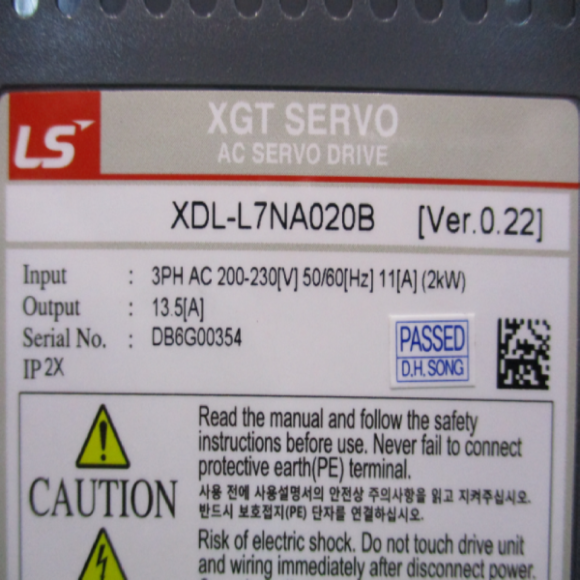 LS
XGT SERVO
AC SERVO DRIVE
XDL-L7NA020B [Ver.0.22]
Input : 3PH AC 200-230[V] 50/60[Hz] 11[A] (2kW)
Output : 13.5[A]
Serial No. : DB6G00354
IP 2X
PASSED
D.H. SONG
CAUTION
Read the manual and follow the safety
instructions before use. Never fail to connect
protective earth(PE) terminal.
사용 전에 사용설명서의 안전상 주의사항을 읽고 지켜주십시오.
반드시 보호접지(PE) 단자를 연결하십시오.
Risk of electric shock. Do not touch drive unit
and wiring immediately after disconnect power.